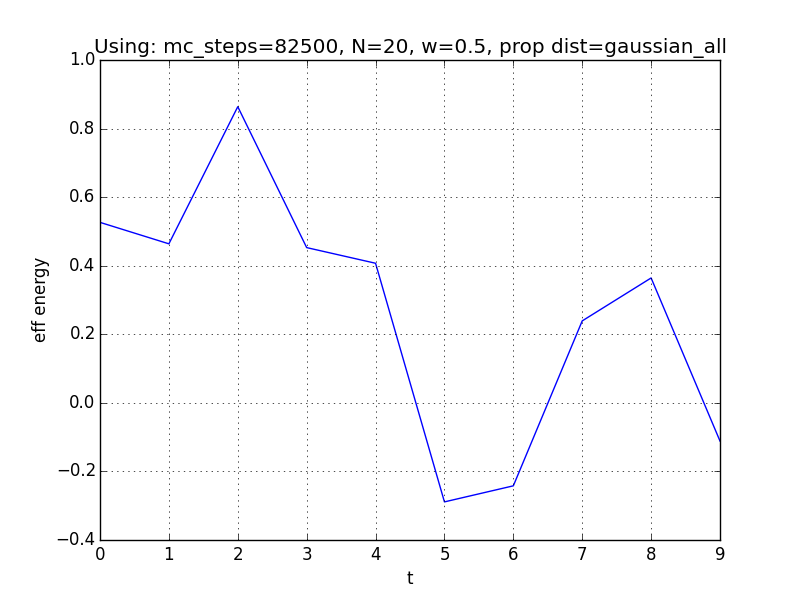 Using: mc_steps=82500, N=20, w=0.5, prop dist=gaussian_all
1.0
0.8
0.6
0.4
0.2
0.0
−0.2
−0.4
eff energy
0 1 2 3 4 5 6 7 8 9
t